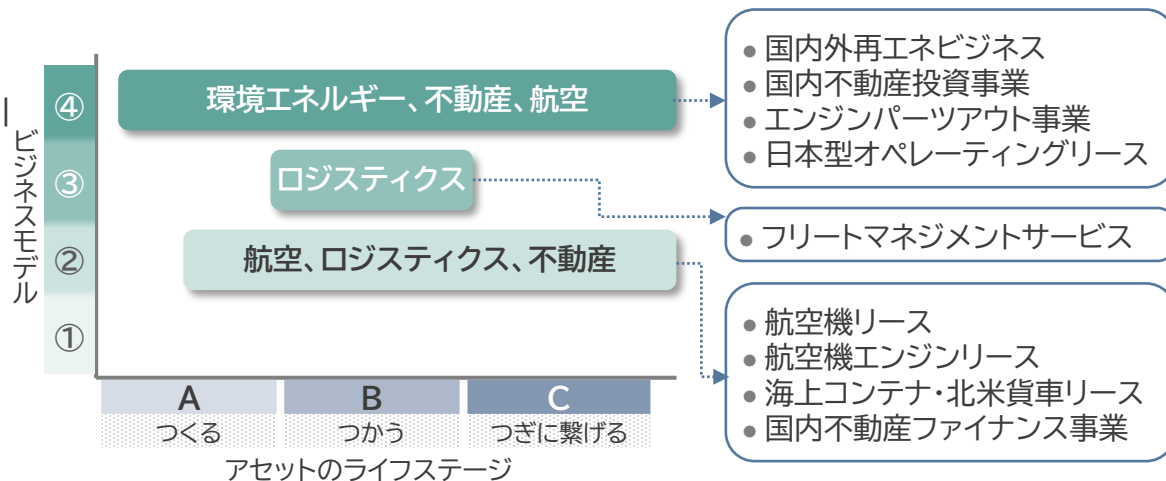 ビジネスモデル
④
③
②
①
環境エネルギー、不動産、航空
ロジスティクス
航空、ロジスティクス、不動産
A
B
C
つくる
つかう
つぎに繋げる
アセットのライフステージ
● 国内外再エネビジネス
● 国内不動産投資事業
● エンジンパーツアウト事業
● 日本型オペレーティングリース
● フリートマネジメントサービス
● 航空機リース
● 航空機エンジンリース
● 海上コンテナ・北米貨車リース
● 国内不動産ファイナンス事業